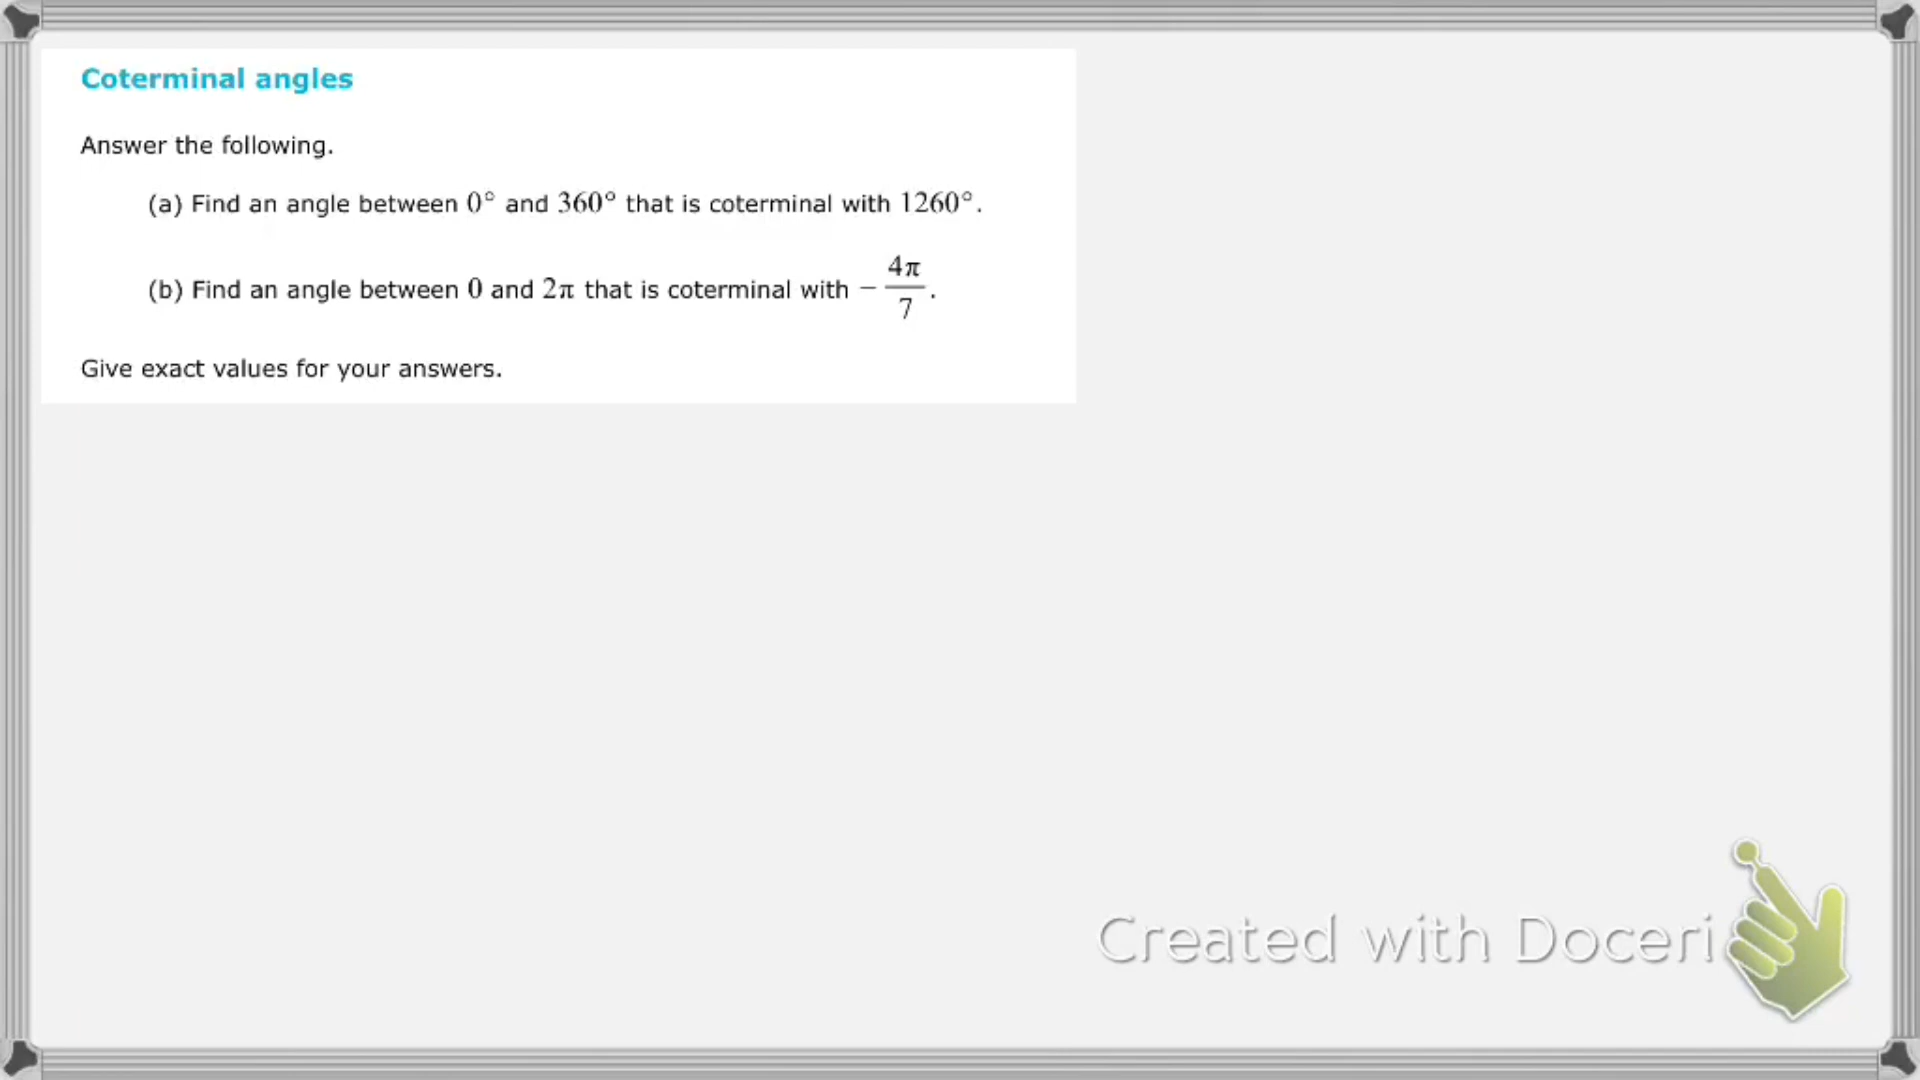 Coterminal angles
Answer the following.
(a) Find an angle between 0° and 360° that is coterminal with 1260°.
(b) Find an angle between 0 and 2π that is coterminal with − 4π/7.
Give exact values for your answers.
Created with Doceri